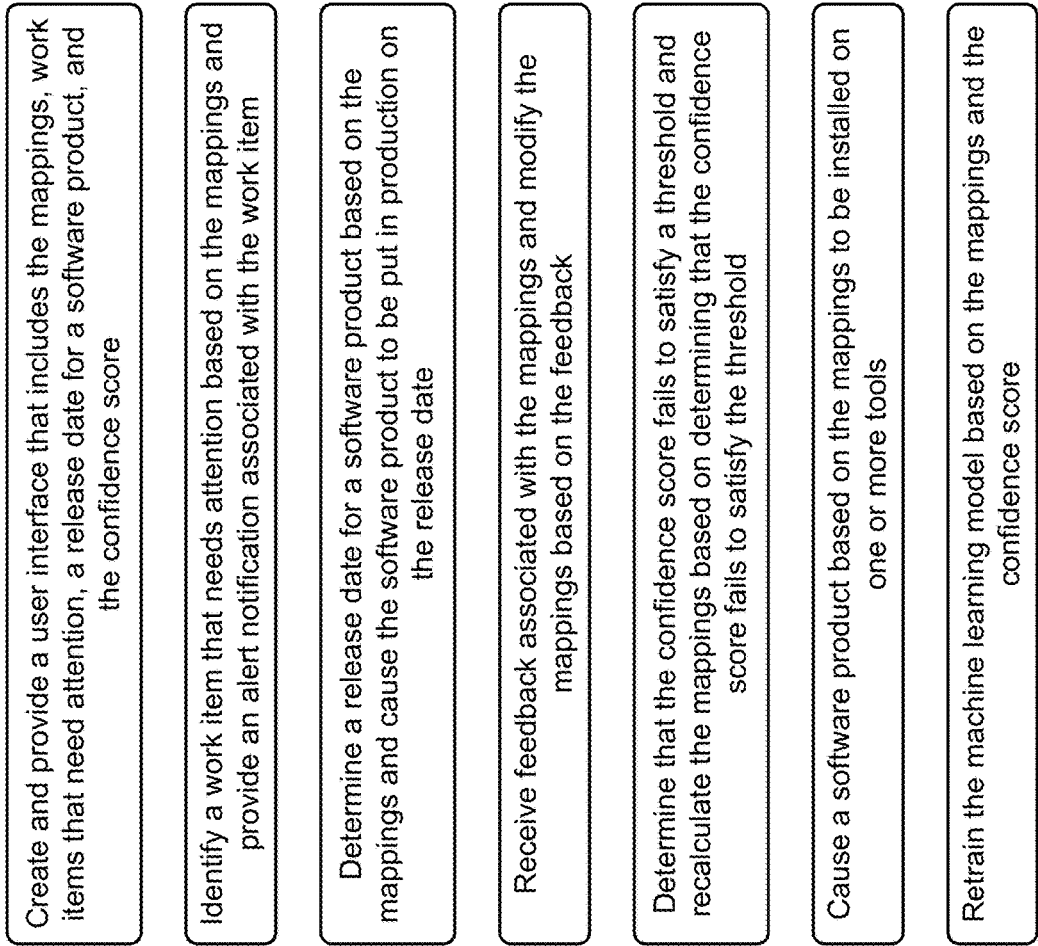 Create and provide a user interface that includes the mappings, work
items that need attention, a release date for a software product, and
the confidence score
Identify a work item that needs attention based on the mappings and
provide an alert notification associated with the work item
Determine a release date for a software product based on the
mappings and cause the software product to be put in production on
the release date
Receive feedback associated with the mappings and modify the
mappings based on the feedback
Determine that the confidence score fails to satisfy a threshold and
recalculate the mappings based on determining that the confidence
score fails to satisfy the threshold
Cause a software product based on the mappings to be installed on
one or more tools
Retrain the machine learning model based on the mappings and the
confidence score